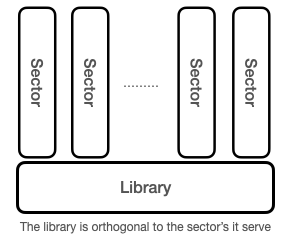 Sector
Sector
.........
Sector
Sector
Library
The library is orthogonal to the sector's it serve